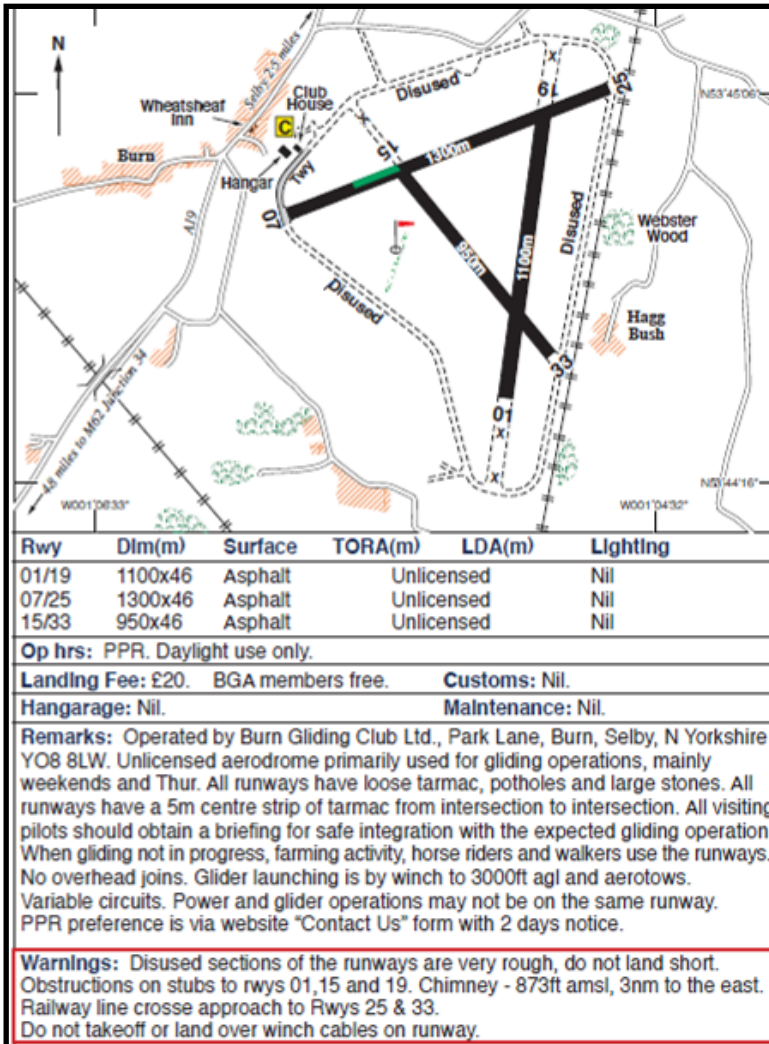 N
Selby 2·5 miles
Wheatsheaf
Inn
Club
House
C
Disused
x
19
25
N53°45'06"
Burn
Hangar
Twy
x
15
1300m
07
A19
950m
1100m
Disused
Webster
Wood
Disused
Hagg
Bush
33
01
x
x
4·8 miles to M62 Junction 34
N53°44'16"
W001°06'33"
W001°04'32"
Rwy Dim(m) Surface TORA(m) LDA(m) Lighting
01/19 1100x46 Asphalt Unlicensed Nil
07/25 1300x46 Asphalt Unlicensed Nil
15/33 950x46 Asphalt Unlicensed Nil
Op hrs: PPR. Daylight use only.
Landing Fee: £20. BGA members free. Customs: Nil.
Hangarage: Nil. Maintenance: Nil.
Remarks: Operated by Burn Gliding Club Ltd., Park Lane, Burn, Selby, N Yorkshire
YO8 8LW. Unlicensed aerodrome primarily used for gliding operations, mainly
weekends and Thur. All runways have loose tarmac, potholes and large stones. All
runways have a 5m centre strip of tarmac from intersection to intersection. All visiting
pilots should obtain a briefing for safe integration with the expected gliding operation
When gliding not in progress, farming activity, horse riders and walkers use the runways.
No overhead joins. Glider launching is by winch to 3000ft agl and aerotows.
Variable circuits. Power and glider operations may not be on the same runway.
PPR preference is via website “Contact Us” form with 2 days notice.
Warnings: Disused sections of the runways are very rough, do not land short.
Obstructions on stubs to rwys 01,15 and 19. Chimney - 873ft amsl, 3nm to the east.
Railway line crosse approach to Rwys 25 & 33.
Do not takeoff or land over winch cables on runway.